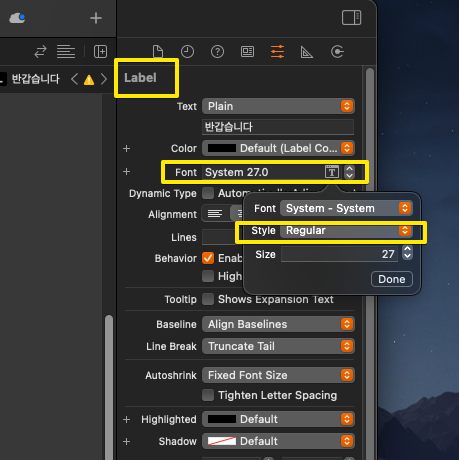 반갑습니다
Label
Text Plain
반갑습니다
Color Default (Label Co...
Font System 27.0 T
Dynamic Type
Alignment
Font System - System
Lines
Style Regular
Behavior Enab
Size 27
High
Done
Tooltip Shows Expansion Text
Baseline Align Baselines
Line Break Truncate Tail
Autoshrink Fixed Font Size
Tighten Letter Spacing
Highlighted Default
Shadow Default